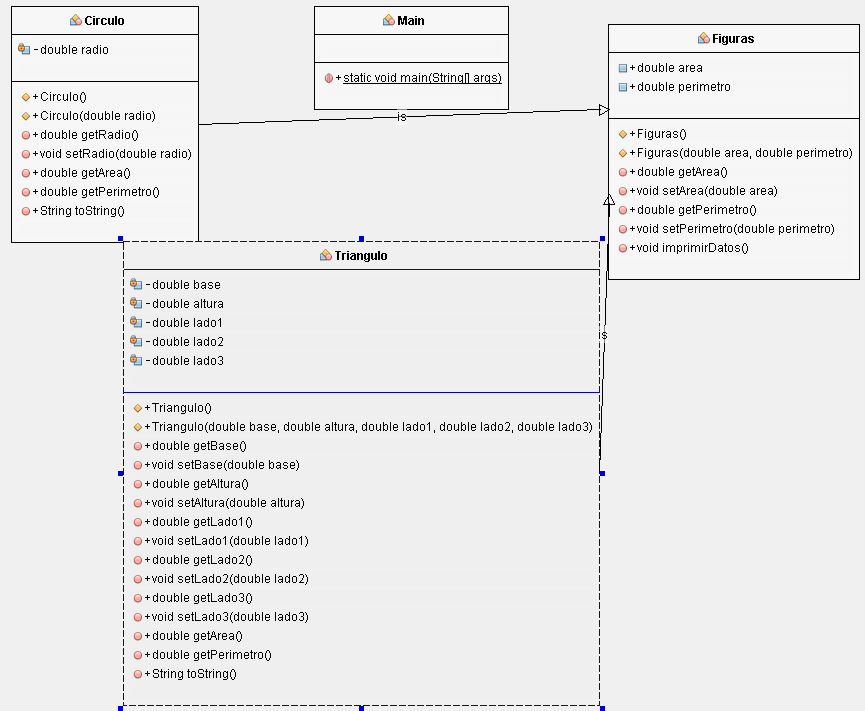 Circulo
- double radio
+ Circulo()
+ Circulo(double radio)
+ double getRadio()
+void setRadio(double radio)
+ double getArea()
+ double getPerimetro()
+ String toString()
Main
+ static void main(String[] args)
is
Figuras
+ double area
+ double perimetro
+ Figuras()
+ Figuras(double area, double perimetro)
+ double getArea()
+void setArea(double area)
+ double getPerimetro()
+void setPerimetro(double perimetro)
+void imprimirDatos()
Triangulo
- double base
- double altura
- double lado1
- double lado2
- double lado3
+ Triangulo()
+ Triangulo(double base, double altura, double lado1, double lado2, double lado3)
+ double getBase()
+void setBase(double base)
+ double getAltura()
+void setAltura(double altura)
+ double getLado1()
+void setLado1(double lado1)
+ double getLado2()
+void setLado2(double lado2)
+ double getLado3()
+void setLado3(double lado3)
+ double getArea()
+ double getPerimetro()
+ String toString()
s